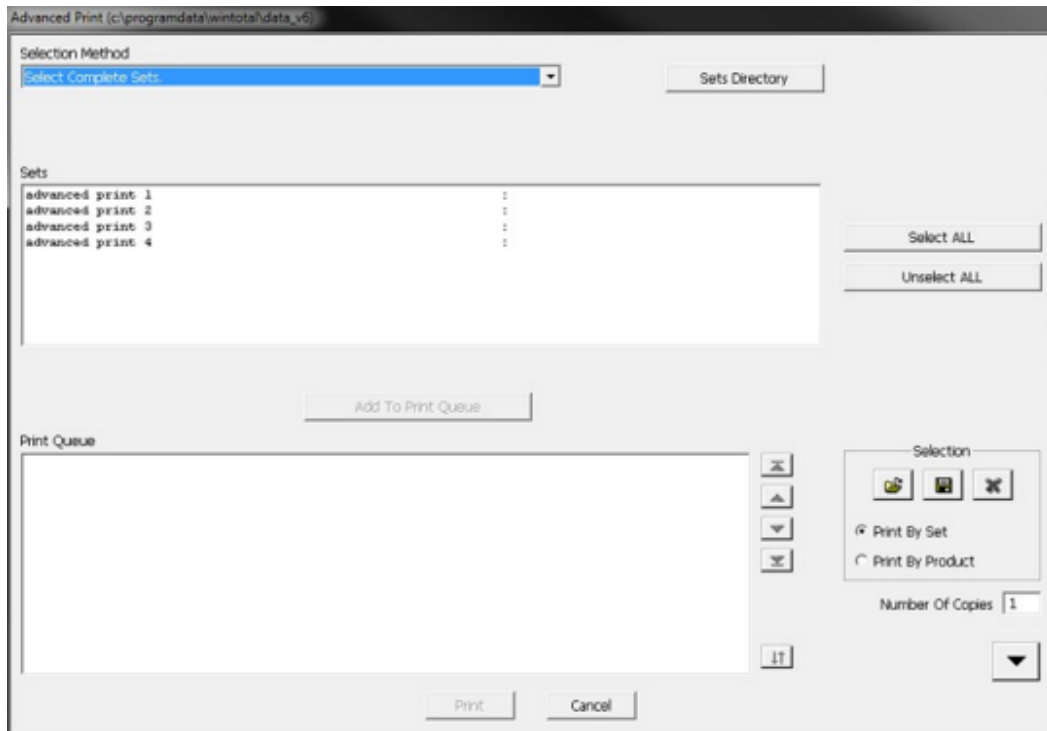 Advanced Print (c:\programdata\wintotal\data_v6)
Selection Method
Select Complete Sets.
Sets Directory
Sets
advanced print 1 :
advanced print 2 :
advanced print 3 :
advanced print 4 :
Select ALL
Unselect ALL
Add To Print Queue
Print Queue
Selection
Print By Set
Print By Product
Number Of Copies 1
Print Cancel